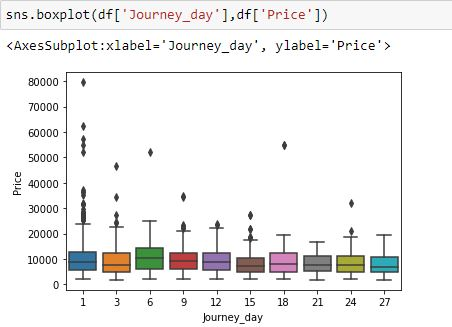 sns.boxplot(df['Journey_day'],df['Price'])
<AxesSubplot:xlabel='Journey_day', ylabel='Price'>
80000
70000
60000
50000
40000
30000
20000
10000
0
Price
1 3 6 9 12 15 18 21 24 27
Journey_day